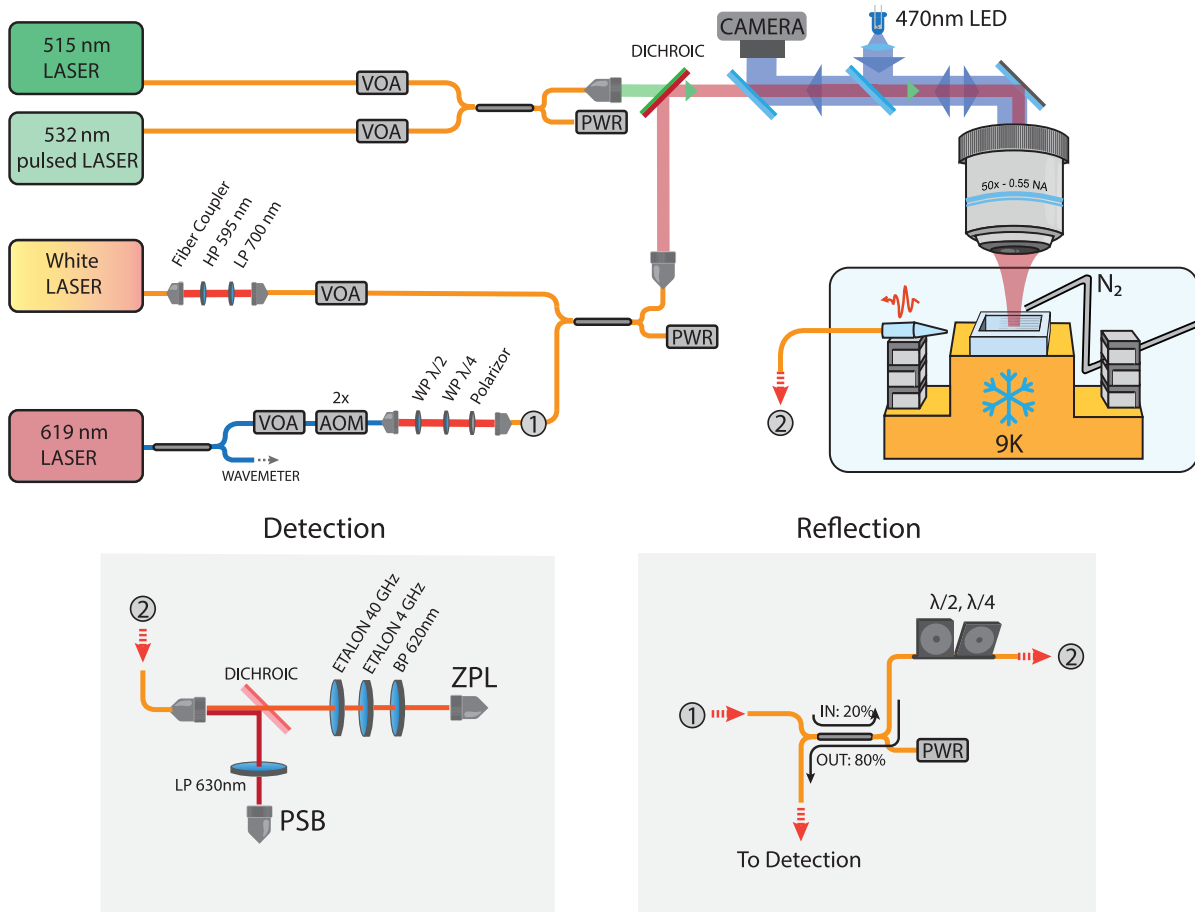 515 nm
LASER
532 nm
pulsed LASER
VOA
VOA
PWR
DICHROIC
CAMERA
470nm LED
50x - 0.55 NA
White
LASER
Fiber Coupler
HP 595 nm
LP 700 nm
VOA
PWR
619 nm
LASER
WAVEMETER
VOA
2x
AOM
WP λ/2
WP λ/4
Polarizor
1
N2
2
9K
Detection
2
DICHROIC
ETALON 40 GHz
ETALON 4 GHz
BP 620nm
ZPL
LP 630nm
PSB
Reflection
λ/2, λ/4
2
1
IN: 20%
OUT: 80%
PWR
To Detection